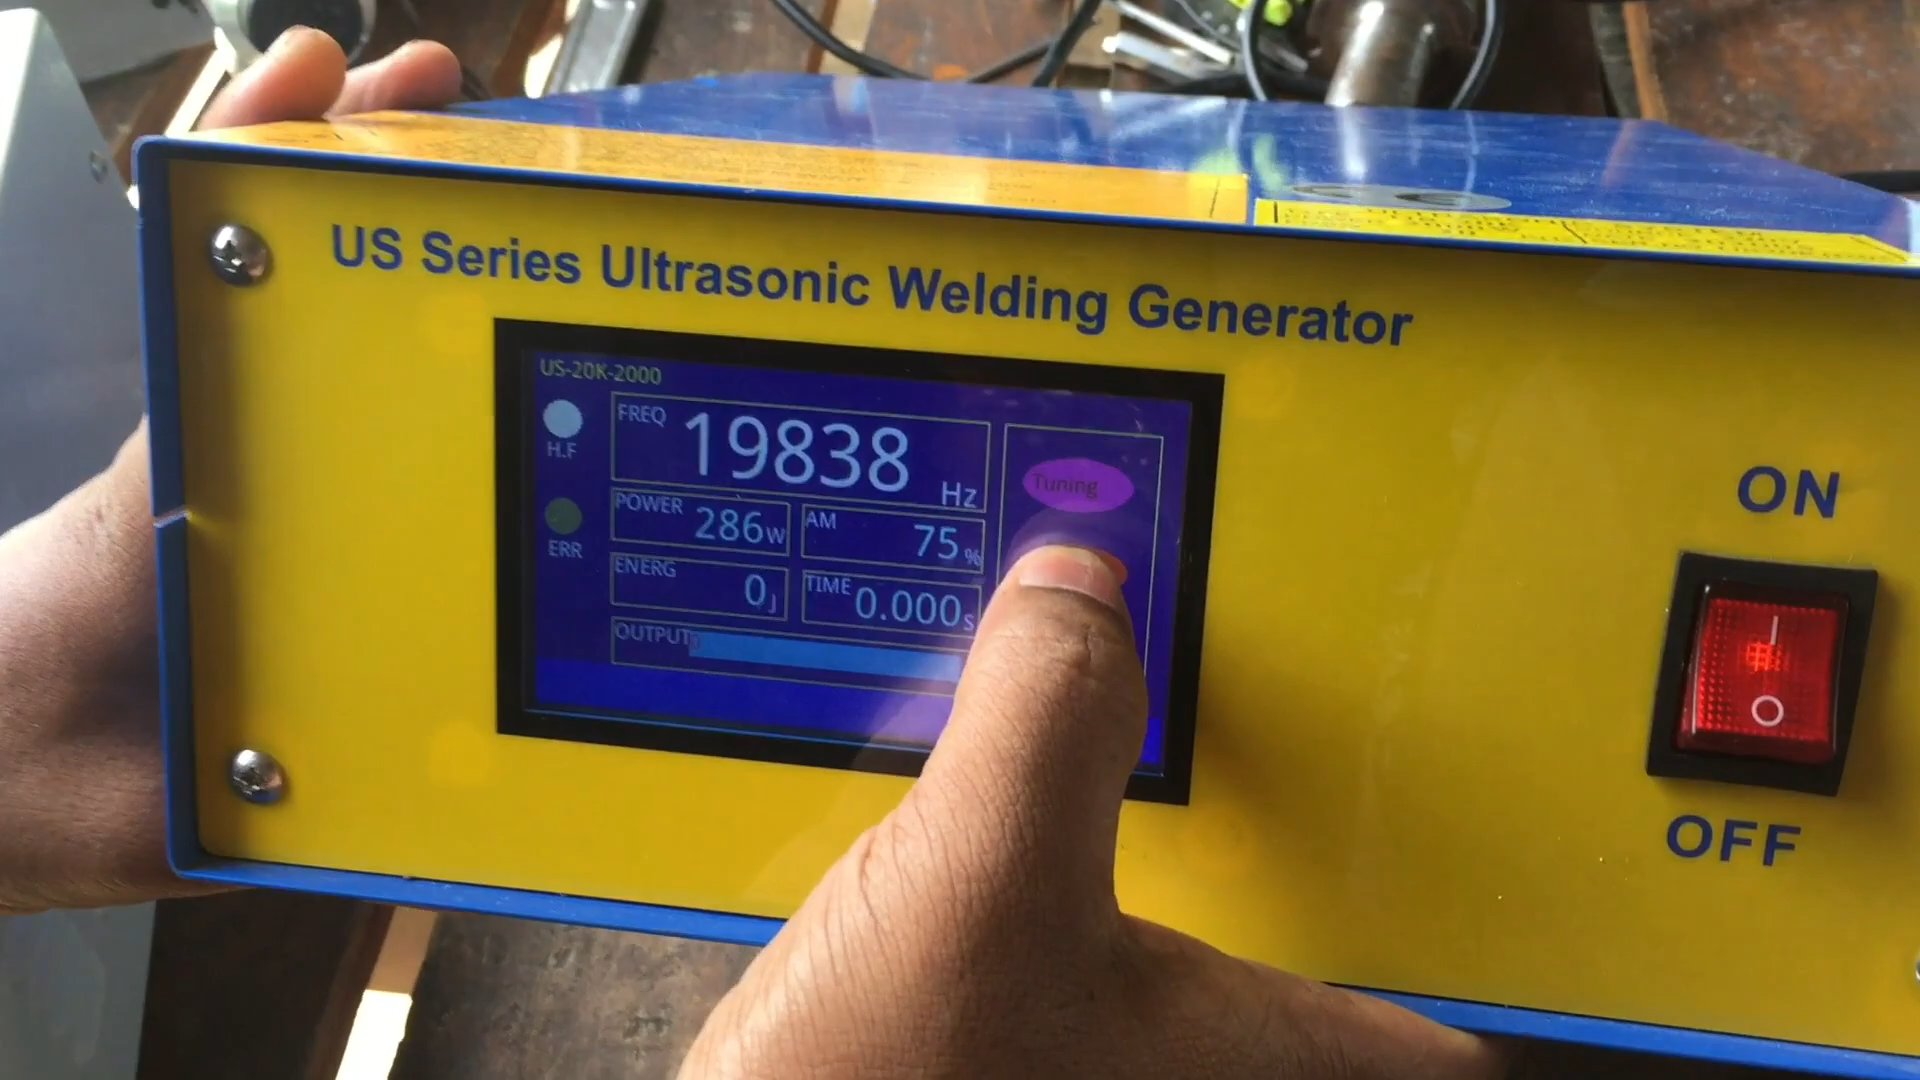 US Series Ultrasonic Welding Generator
US-20K-2000
H.F
FREQ 19838 Hz
Tuning
ERR
POWER 286W
AM 75%
ENERG 0J
TIME 0.000s
OUTPUT
ON
OFF